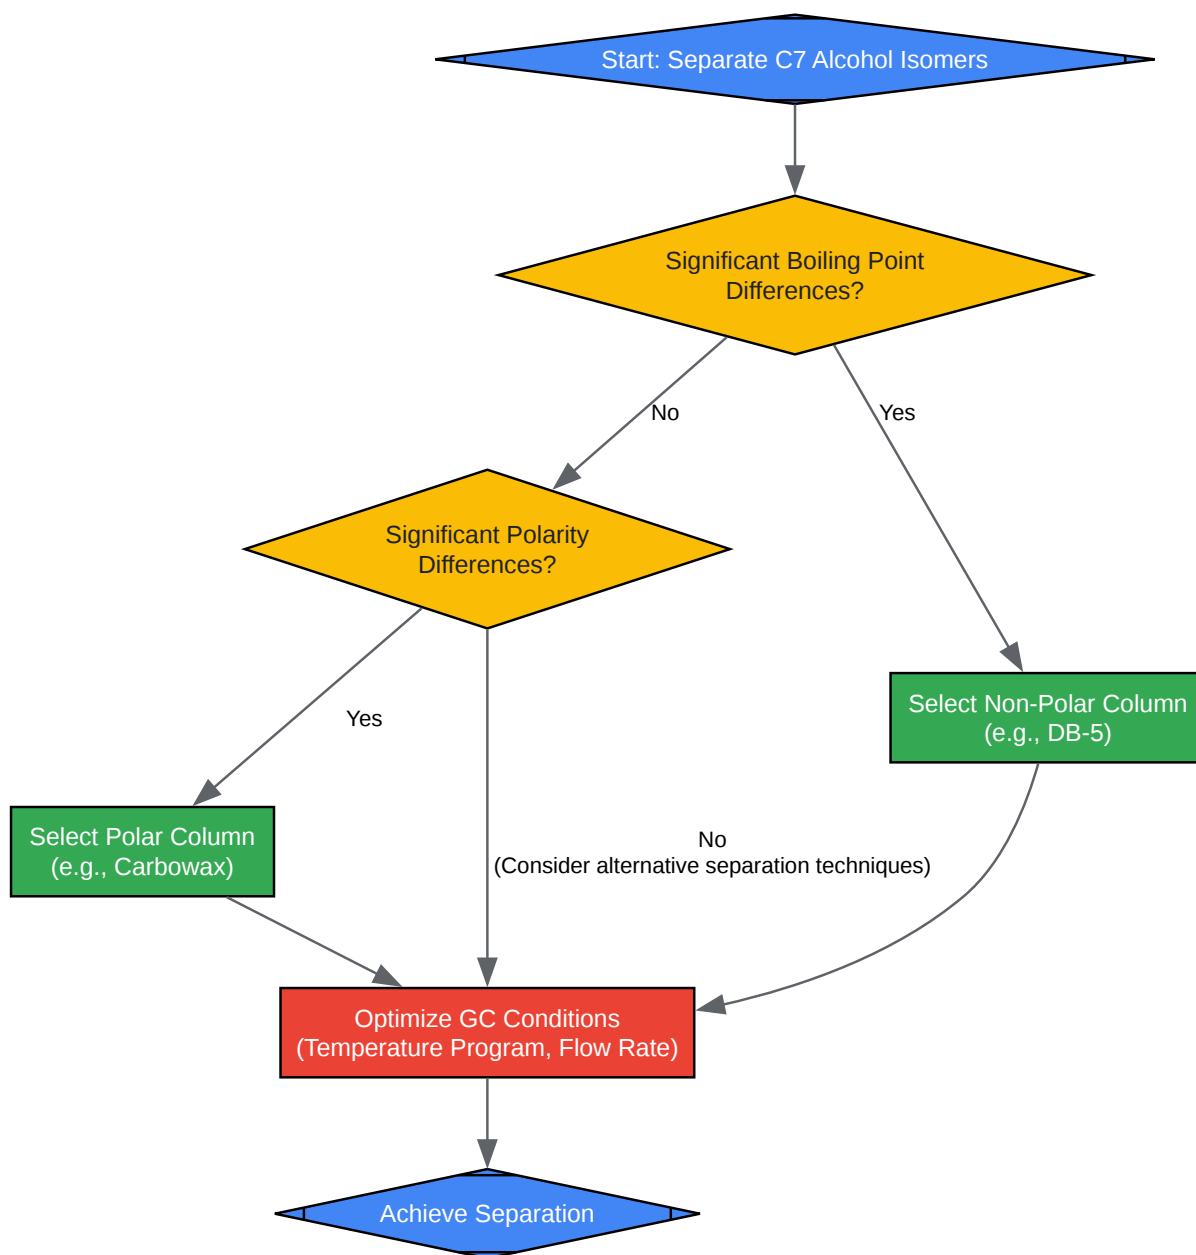 Start: Separate C7 Alcohol Isomers
Significant Boiling Point
Differences?
No
Yes
Significant Polarity
Differences?
Yes
Select Non-Polar Column
(e.g., DB-5)
Select Polar Column
(e.g., Carbowax)
No
(Consider alternative separation techniques)
Optimize GC Conditions
(Temperature Program, Flow Rate)
Achieve Separation